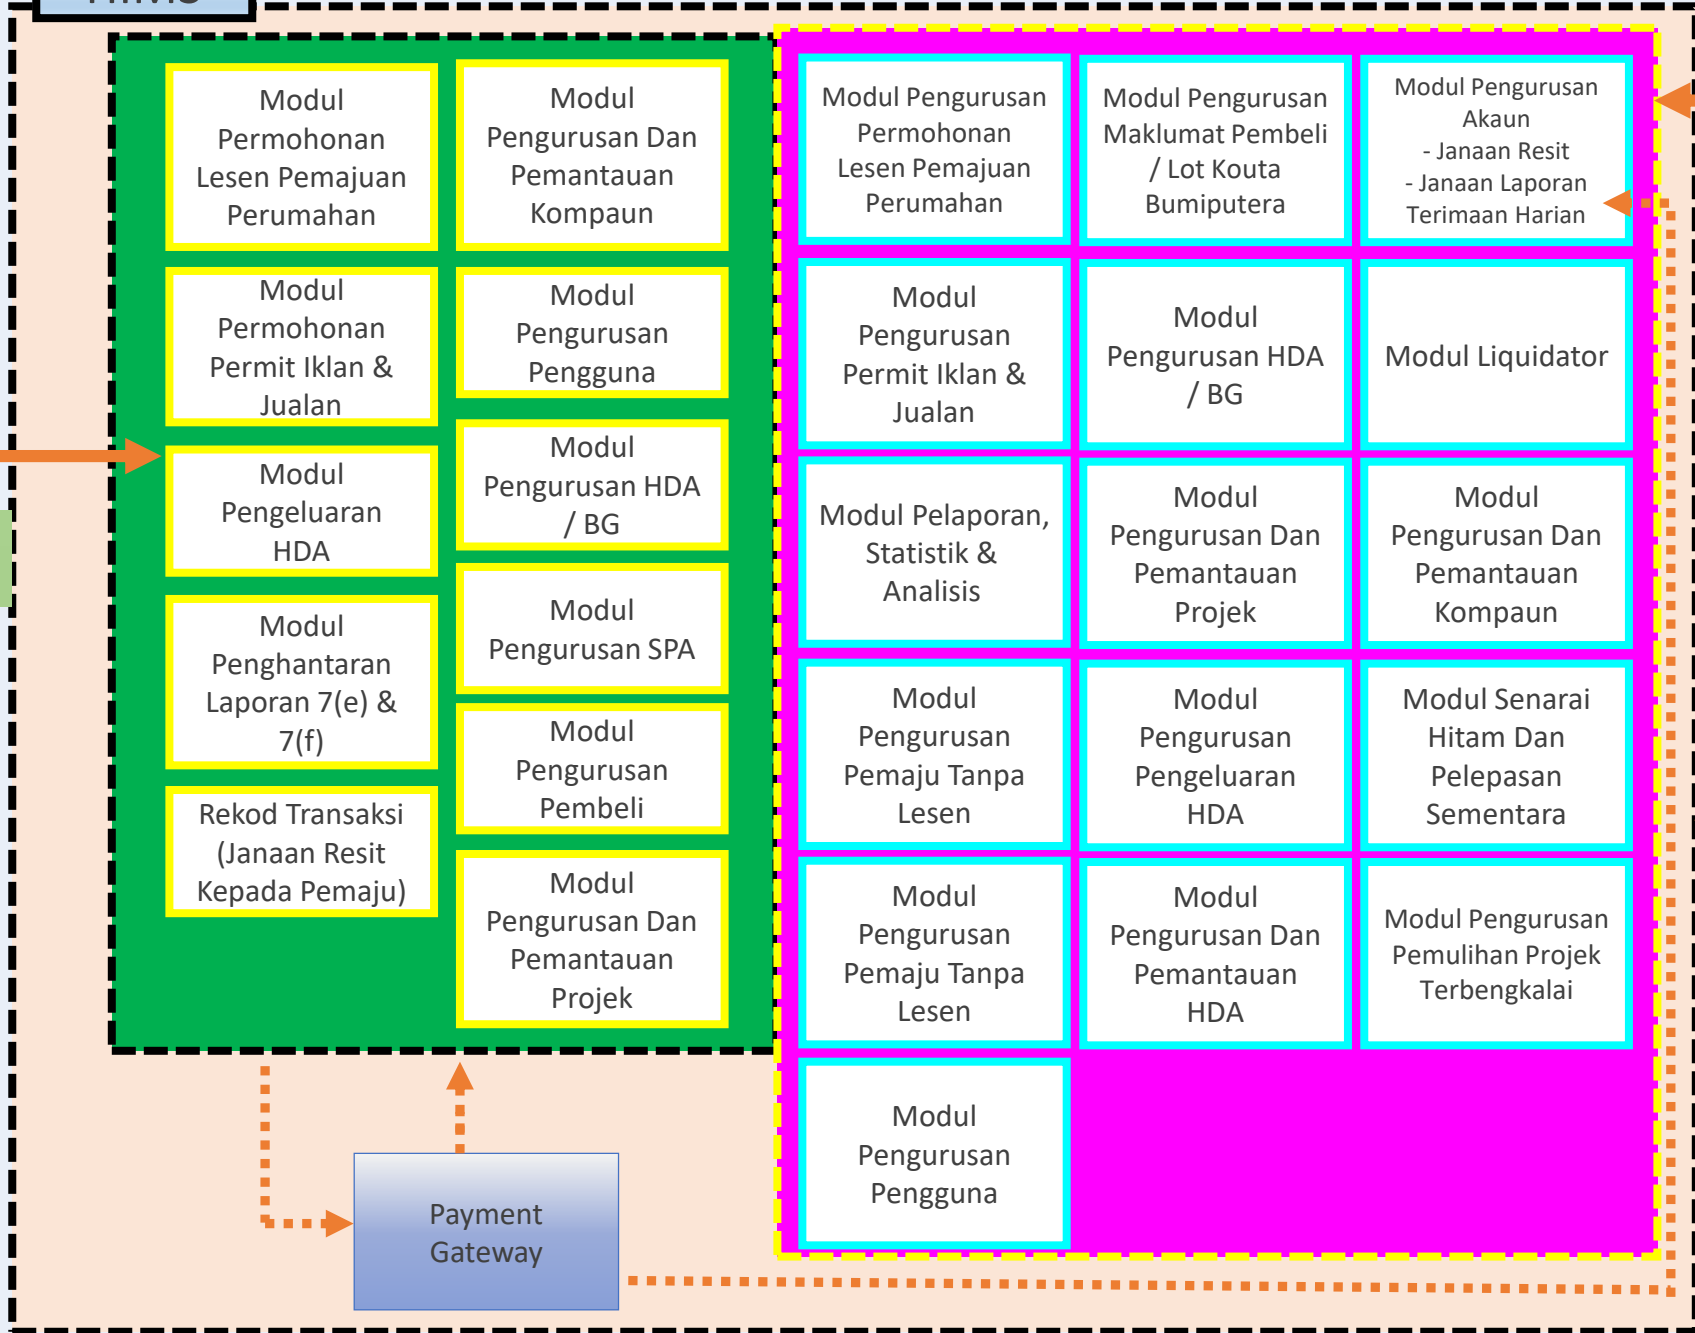 Modul
Permohonan
Lesen Pemajuan
Perumahan
Modul
Permohonan
Permit Iklan &
Jualan
Modul
Pengeluaran
HDA
Modul
Penghantaran
Laporan 7(e) &
7(f)
Rekod Transaksi
(Janaan Resit
Kepada Pemaju)
Modul
Pengurusan Dan
Pemantauan
Kompaun
Modul
Pengurusan
Pengguna
Modul
Pengurusan HDA
/ BG
Modul
Pengurusan SPA
Modul
Pengurusan
Pembeli
Modul
Pengurusan Dan
Pemantauan
Projek
Modul Pengurusan
Permohonan
Lesen Pemajuan
Perumahan
Modul Pengurusan
Maklumat Pembeli
/ Lot Kouta
Bumiputera
Modul Pengurusan
Akaun
- Janaan Resit
- Janaan Laporan
Terimaan Harian
Modul
Pengurusan
Permit Iklan &
Jualan
Modul
Pengurusan HDA
/ BG
Modul Liquidator
Modul Pelaporan,
Statistik &
Analisis
Modul
Pengurusan Dan
Pemantauan
Projek
Modul
Pengurusan Dan
Pemantauan
Kompaun
Modul
Pengurusan
Pemaju Tanpa
Lesen
Modul
Pengurusan
Pengeluaran
HDA
Modul Senarai
Hitam Dan
Pelepasan
Sementara
Modul
Pengurusan
Pemaju Tanpa
Lesen
Modul
Pengurusan Dan
Pemantauan
HDA
Modul Pengurusan
Pemulihan Projek
Terbengkalai
Modul
Pengurusan
Pengguna
Payment
Gateway